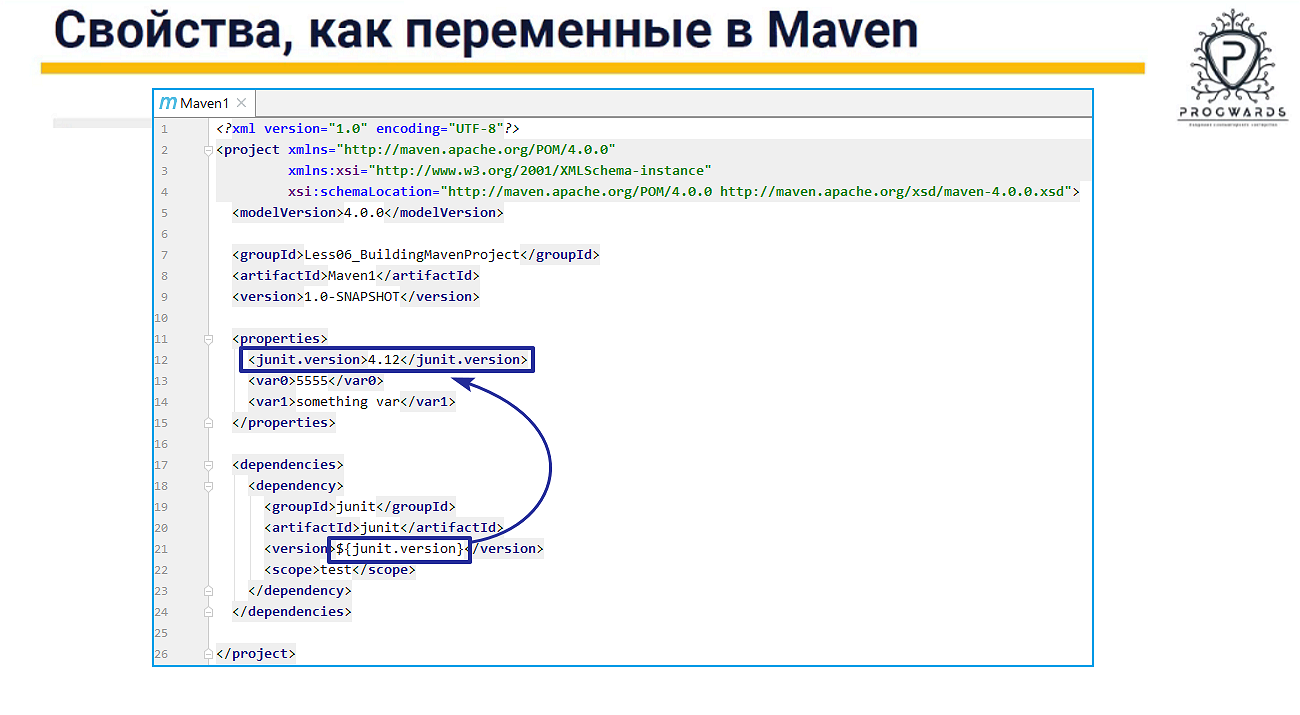 Свойства, как переменные в Maven
PROGWARDS
m Maven1 ×
1 <?xml version="1.0" encoding="UTF-8"?>
2 <project xmlns="http://maven.apache.org/POM/4.0.0"
3 xmlns:xsi="http://www.w3.org/2001/XMLSchema-instance"
4 xsi:schemaLocation="http://maven.apache.org/POM/4.0.0 http://maven.apache.org/xsd/maven-4.0.0.xsd">
5 <modelVersion>4.0.0</modelVersion>
6
7 <groupId>Less06_BuildingMavenProject</groupId>
8 <artifactId>Maven1</artifactId>
9 <version>1.0-SNAPSHOT</version>
10
11 <properties>
12 <junit.version>4.12</junit.version>
13 <var0>5555</var0>
14 <var1>something var</var1>
15 </properties>
16
17 <dependencies>
18 <dependency>
19 <groupId>junit</groupId>
20 <artifactId>junit</artifactId>
21 <version>${junit.version}</version>
22 <scope>test</scope>
23 </dependency>
24 </dependencies>
25
26 </project>